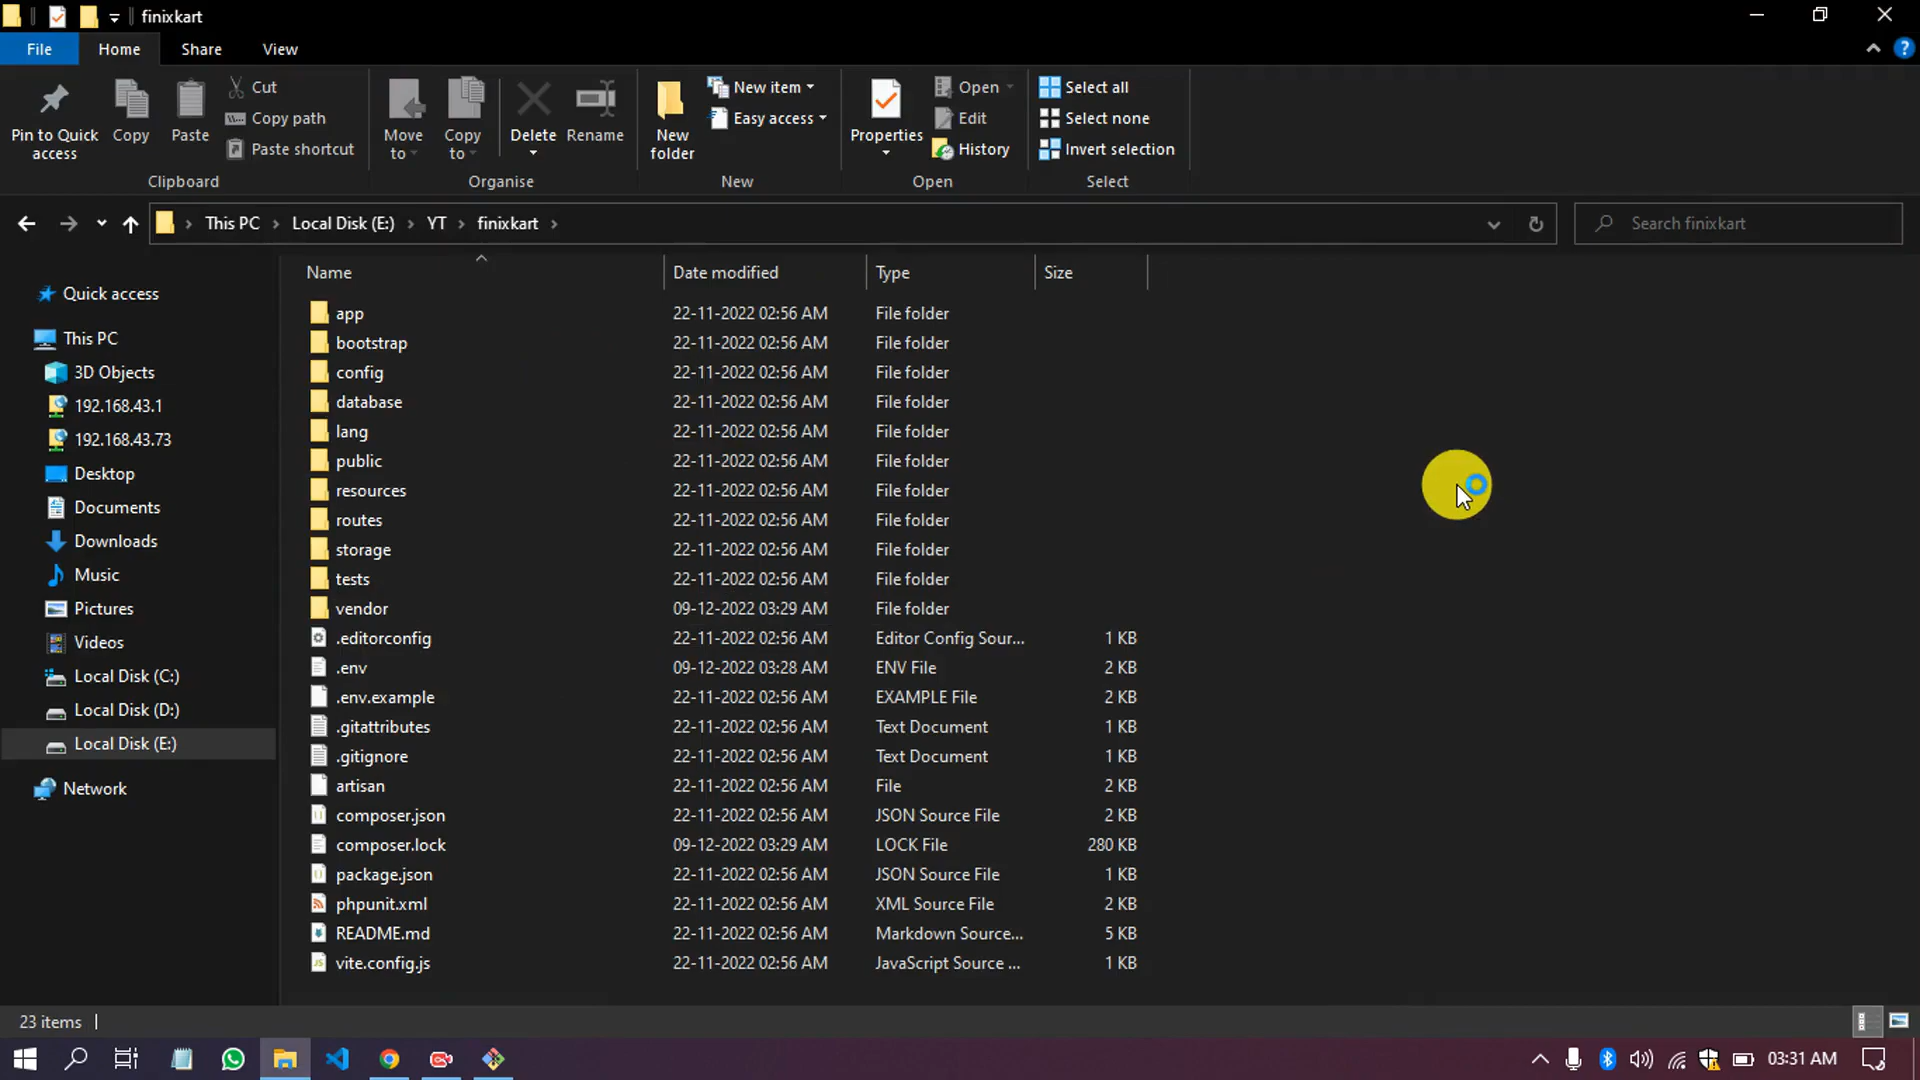 finixkart
File Home Share View
Pin to Quick access
Copy
Paste
Cut
Copy path
Paste shortcut
Clipboard
Move to
Copy to
Delete
Rename
Organise
New folder
New item
Easy access
New
Properties
Open
Edit
History
Open
Select all
Select none
Invert selection
Select
This PC Local Disk (E:) YT finixkart
Search finixkart
Quick access
This PC
3D Objects
192.168.43.1
192.168.43.73
Desktop
Documents
Downloads
Music
Pictures
Videos
Local Disk (C:)
Local Disk (D:)
Local Disk (E:)
Network
Name Date modified Type Size
app 22-11-2022 02:56 AM File folder
bootstrap 22-11-2022 02:56 AM File folder
config 22-11-2022 02:56 AM File folder
database 22-11-2022 02:56 AM File folder
lang 22-11-2022 02:56 AM File folder
public 22-11-2022 02:56 AM File folder
resources 22-11-2022 02:56 AM File folder
routes 22-11-2022 02:56 AM File folder
storage 22-11-2022 02:56 AM File folder
tests 22-11-2022 02:56 AM File folder
vendor 09-12-2022 03:29 AM File folder
.editorconfig 22-11-2022 02:56 AM Editor Config Sour... 1 KB
.env 09-12-2022 03:28 AM ENV File 2 KB
.env.example 22-11-2022 02:56 AM EXAMPLE File 2 KB
.gitattributes 22-11-2022 02:56 AM Text Document 1 KB
.gitignore 22-11-2022 02:56 AM Text Document 1 KB
artisan 22-11-2022 02:56 AM File 2 KB
composer.json 22-11-2022 02:56 AM JSON Source File 2 KB
composer.lock 09-12-2022 03:29 AM LOCK File 280 KB
package.json 22-11-2022 02:56 AM JSON Source File 1 KB
phpunit.xml 22-11-2022 02:56 AM XML Source File 2 KB
README.md 22-11-2022 02:56 AM Markdown Source... 5 KB
vite.config.js 22-11-2022 02:56 AM JavaScript Source ... 1 KB
23 items
03:31 AM